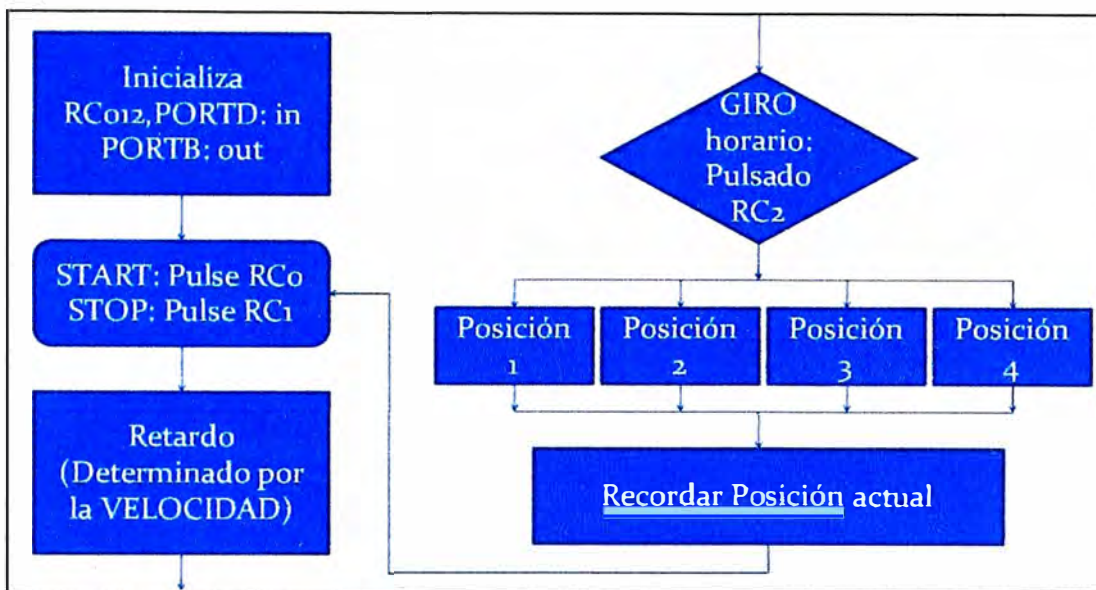 Inicializa
RC012,PORTD: in
PORTB: out
START: Pulse RC0
STOP: Pulse RC1
Retardo
(Determinado por
la VELOCIDAD)
GIRO
horario:
Pulsado
RC2
Posición
1
Posición
2
Posición
3
Posición
4
Recordar Posición actual